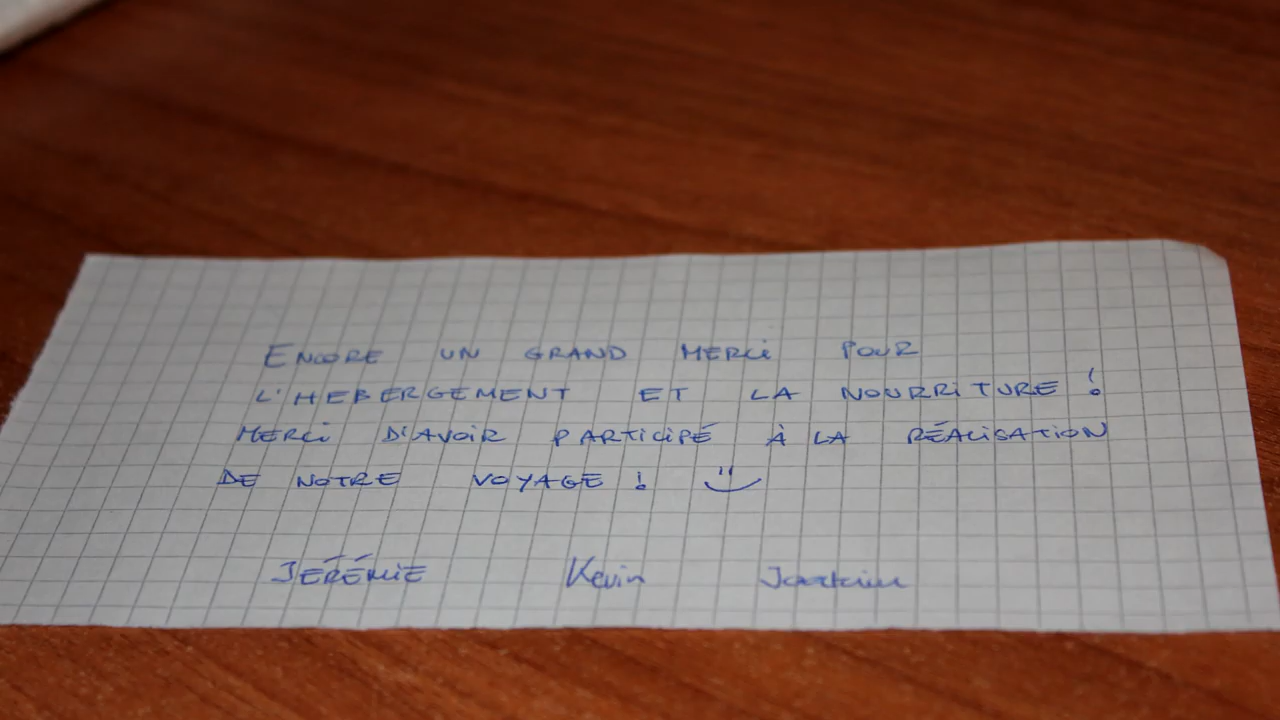 ENCORE UN GRAND MERCi POUR
L'HEBERGEMENT ET LA NOURRiTURE !
MERCi D'AVOIR PARTICiPÉ À LA RÉALiSATION
DE NOTRE VOYAGE !
JÉRÉMiE Kevin